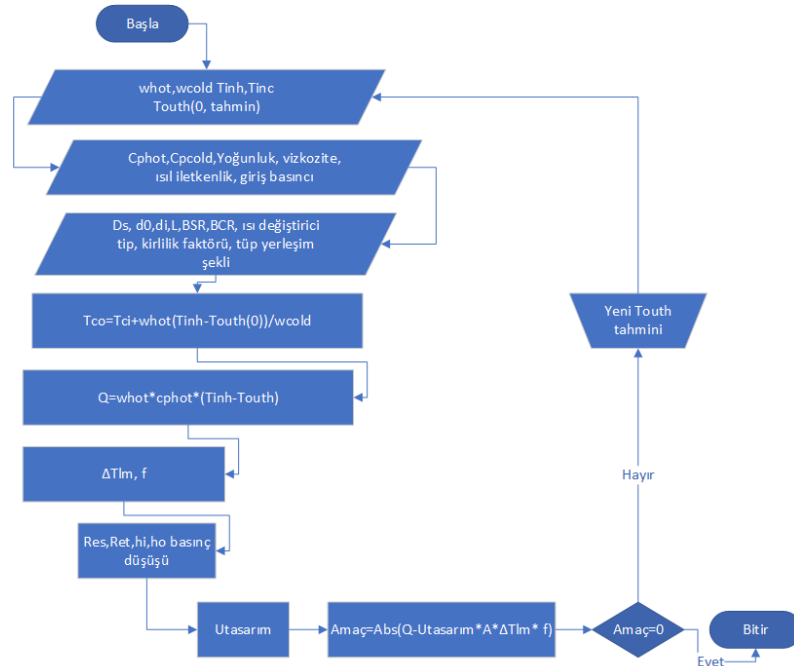 Başla
whot,wcold Tinh,Tinc
Touth(0, tahmin)
Cphot,Cpcold,Yoğunluk, vizkozite,
ısıl iletkenlik, giriş basıncı
Ds, d0,di,L,BSR,BCR, ısı değiştirici
tip, kirlilik faktörü, tüp yerleşim
şekli
Tco=Tci+whot(Tinh-Touth(0))/wcold
Yeni Touth
tahmini
Q=whot*cphot*(Tinh-Touth)
ΔTlm, f
Hayır
Res,Ret,hi,ho basınç
düşüşü
Utasarım
Amaç=Abs(Q-Utasarım*A*ΔTlm* f)
Amaç=0
Bitir
Evet